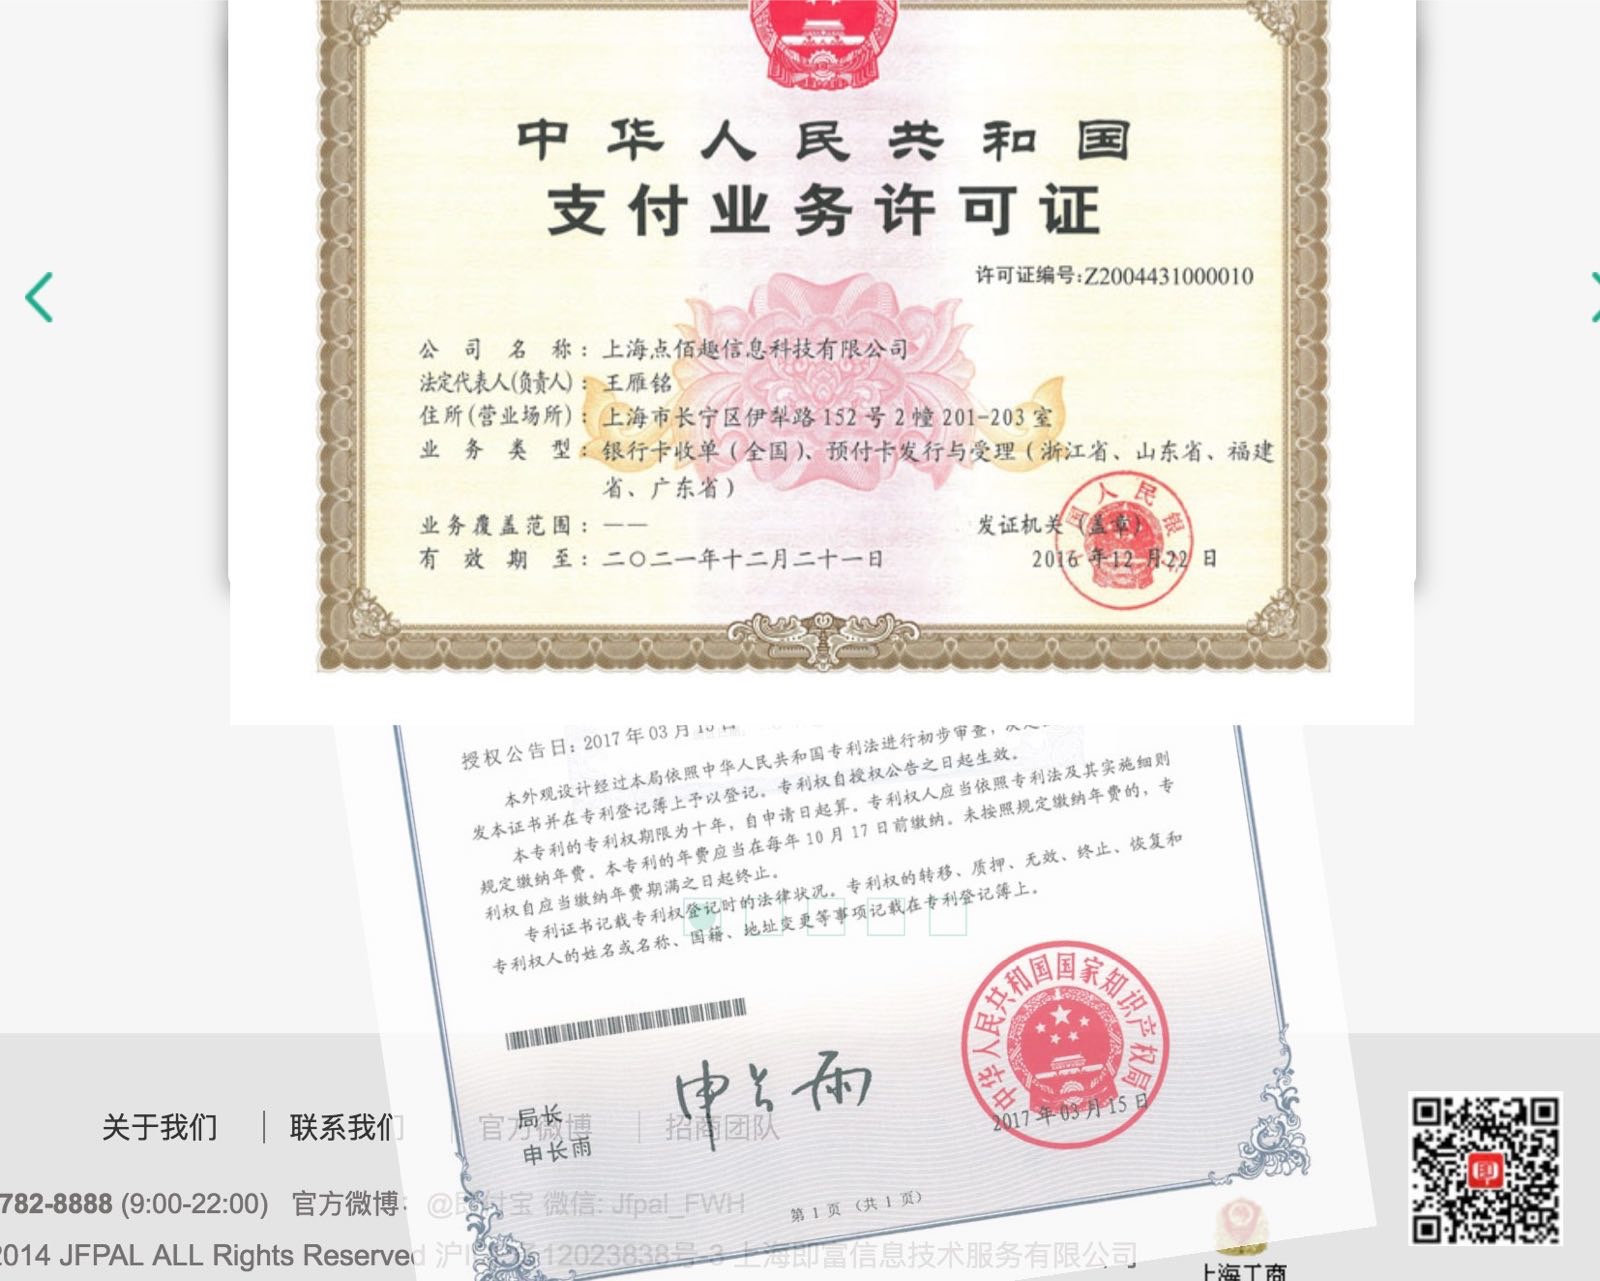 中华人民共和国
支付业务许可证
许可证编号:Z2004431000010
公司名称:上海点佰趣信息科技有限公司
法定代表人(负责人):王雁铭
住所(营业场所):上海市长宁区伊犁路152号2幢201-203室
业务类型:银行卡收单(全国)、预付卡发行与受理(浙江省、山东省、福建
省、广东省)
业务覆盖范围:——
发证机关(盖章)
有效期至:二〇二一年十二月二十一日
2016年12月22日
授权公告日:2017年03月15日
本外观设计经过本局依照中华人民共和国专利法进行初步审查,决定
发本证书并在专利登记簿上予以登记。专利权自授权公告之日起生效。
本专利的专利权期限为十年,自申请日起算。专利权人应当依照专利法及其实施细则
规定缴纳年费。本专利的年费应当在每年10月17日前缴纳。未按照规定缴纳年费的,专
利权自应当缴纳年费期满之日起终止。
专利证书记载专利权登记时的法律状况。专利权的转移、质押、无效、终止、恢复和
专利权人的姓名或名称、国籍、地址变更等事项记载在专利登记簿上。
中华人民共和国国家知识产权局
2017年03月15日
局长
申长雨
申长雨
第1页(共1页)
关于我们 | 联系我们 | 官方微博 | 招商团队
782-8888 (9:00-22:00) 官方微博: @即付宝 微信: Jfpal_FWH
2014 JFPAL ALL Rights Reserved 沪 12023838号-3 上海即富信息技术服务有限公司
上海工商